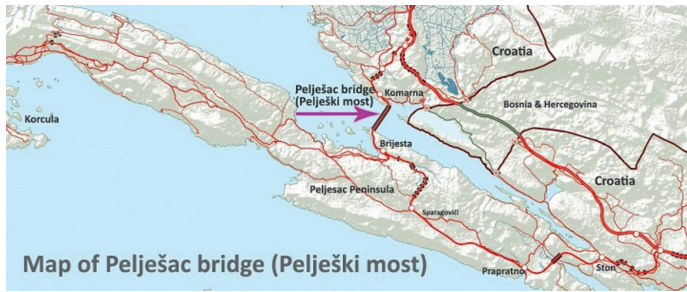 Croatia
Pelješac bridge
(Pelješki most)
Komarna
Bosnia & Hercegovina
Korcula
Brijesta
Croatia
Peljesac Peninsula
Sparagovići
Map of Pelješac bridge (Pelješki most)
Ston
Prapratno